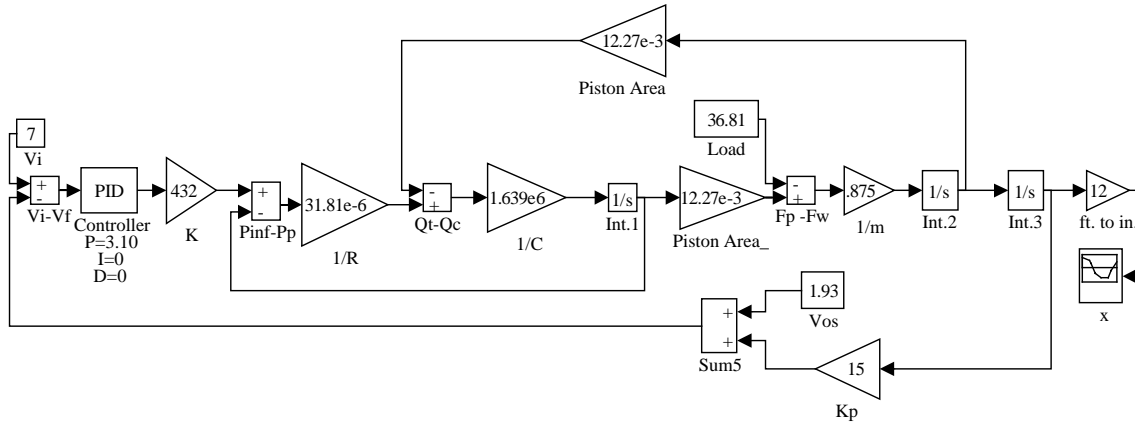 12.27e-3
Piston Area
7
Vi
+
-
Vi-Vf
PID
Controller
P=3.10
I=0
D=0
432
K
+
-
Pinf-Pp
31.81e-6
1/R
-
+
Qt-Qc
1.639e6
1/C
1/s
Int.1
12.27e-3
Piston Area_
36.81
Load
-
+
Fp -Fw
.875
1/m
1/s
Int.2
1/s
Int.3
12
ft. to in.
x
1.93
Vos
+
+
Sum5
15
Kp